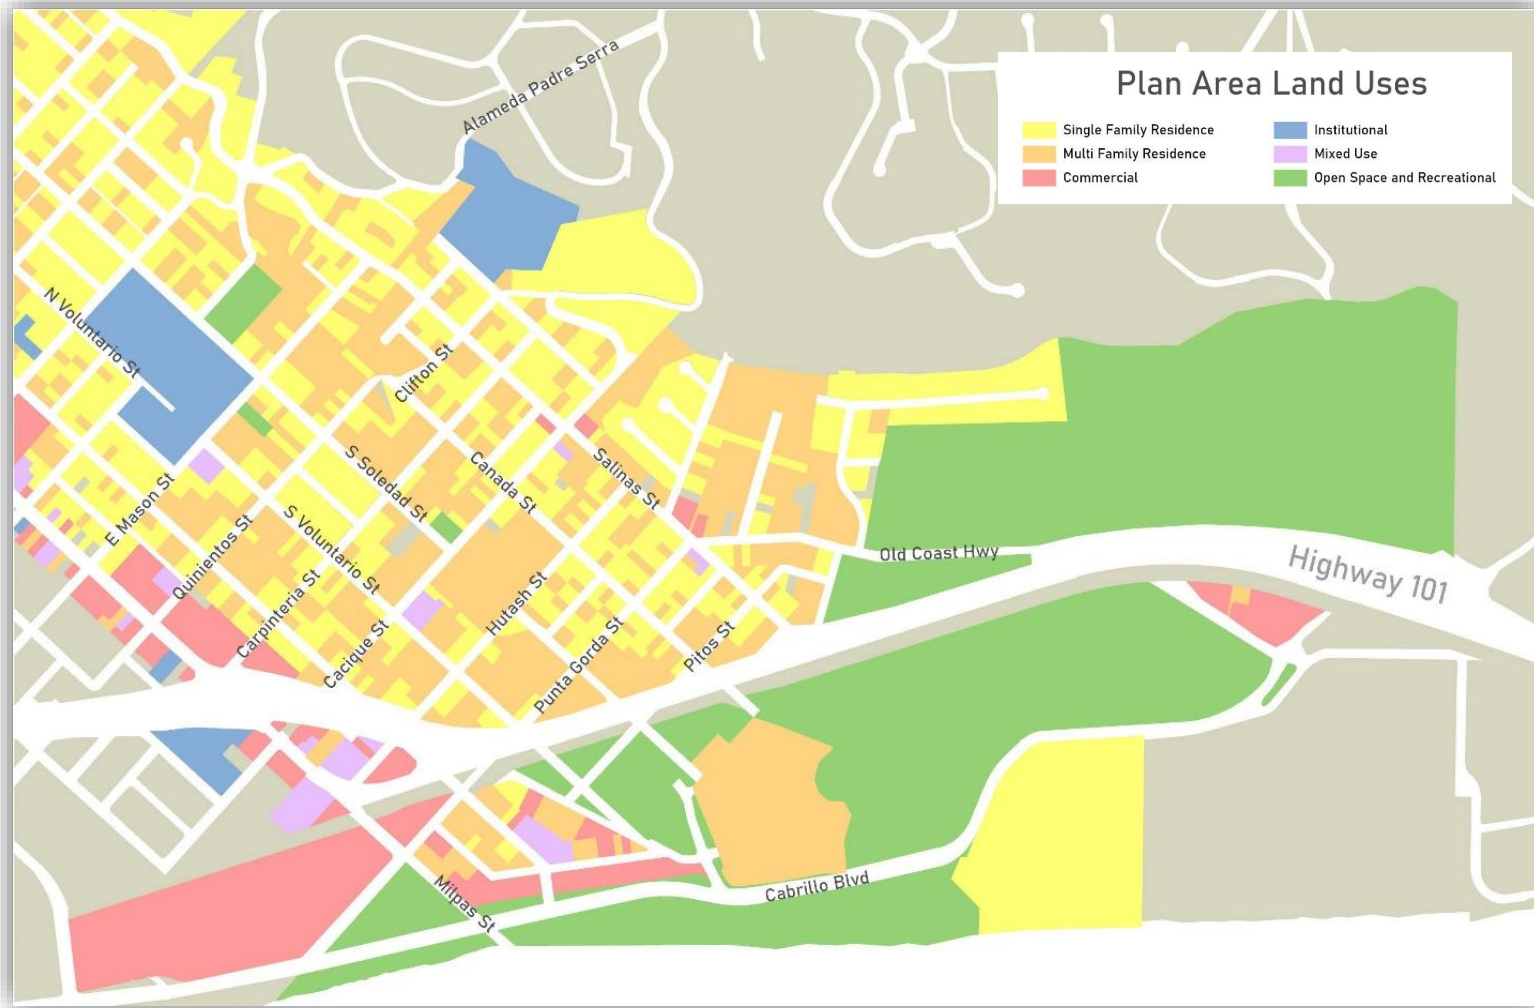 Plan Area Land Uses
Single Family Residence
Multi Family Residence
Commercial
Institutional
Mixed Use
Open Space and Recreational
Alameda Padre Serra
N Voluntario St
Clifton St
S Soledad St
Canada St
Salinas St
E Mason St
Quinientos St
S Voluntario St
Carpinteria St
Cacique St
Hutash St
Punta Gorda St
Pitos St
Old Coast Hwy
Highway 101
Milpas St
Cabrillo Blvd